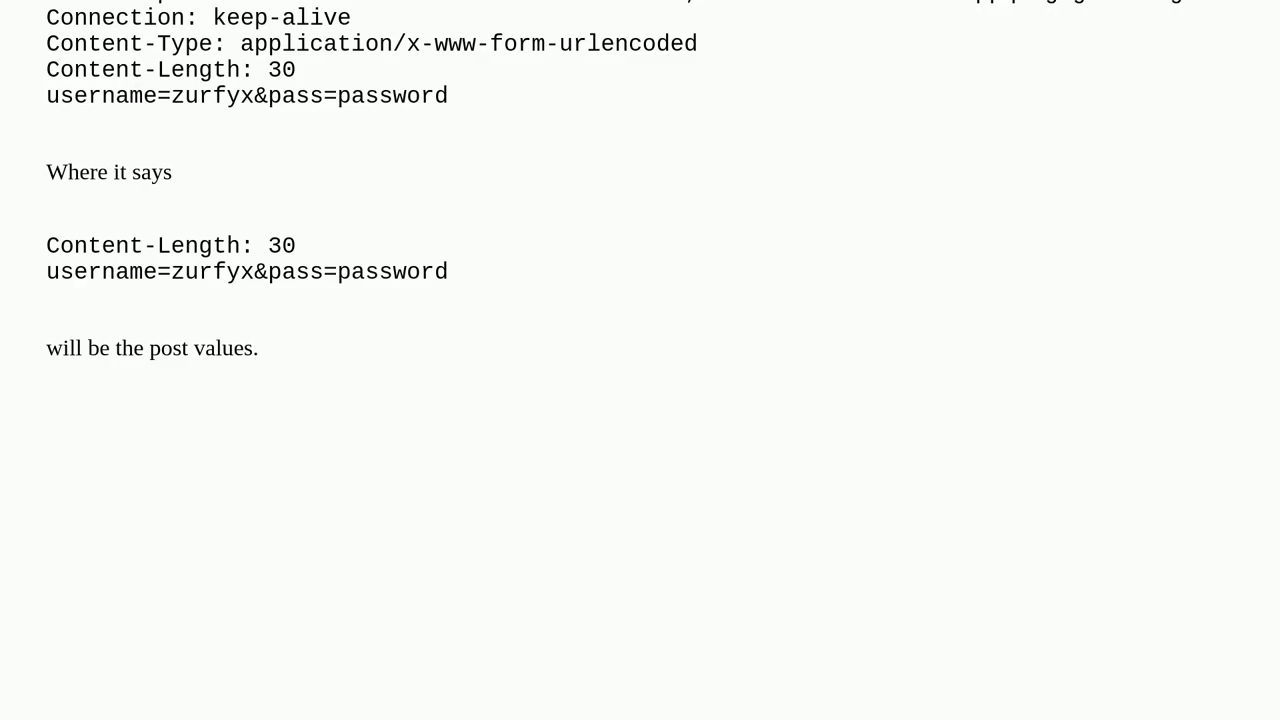 Connection: keep-alive
Content-Type: application/x-www-form-urlencoded
Content-Length: 30
username=zurfyx&pass=password
Where it says
Content-Length: 30
username=zurfyx&pass=password
will be the post values.